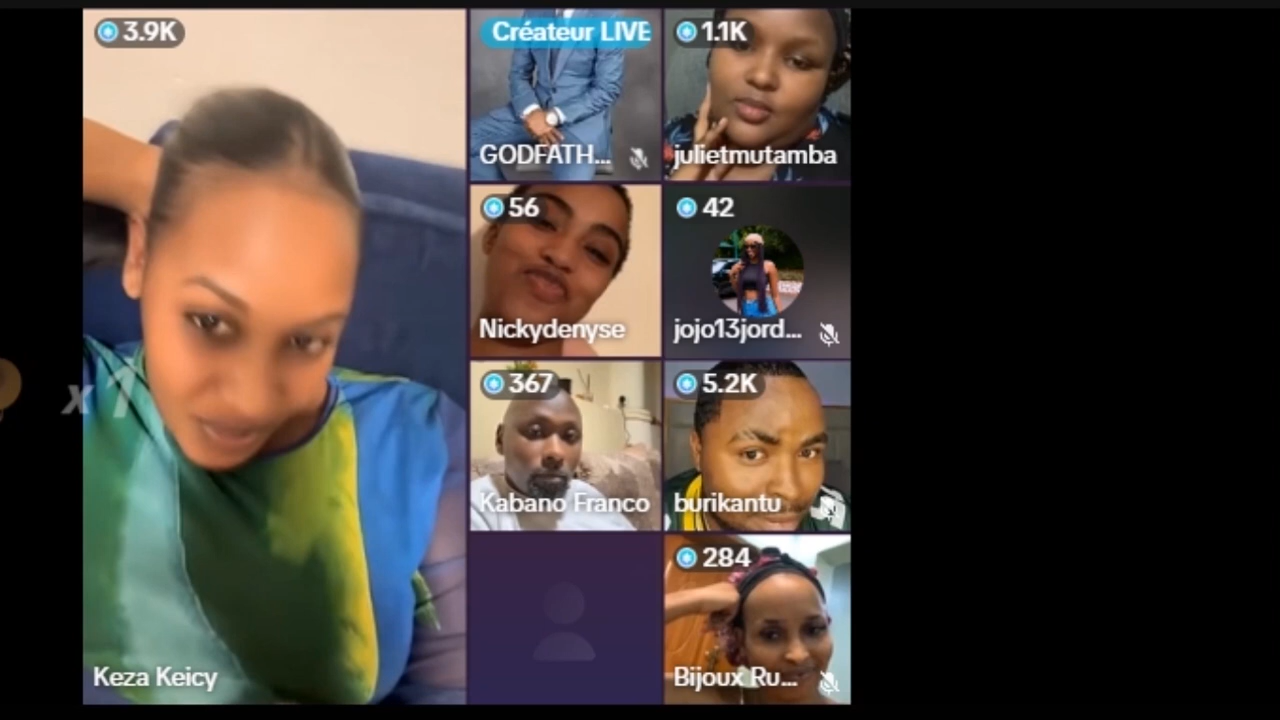 3.9K
Créateur LIVE
1.1K
GODFATH...
julietmutamba
56
42
Nickydenyse
jojo13jord...
367
5.2K
Kabano Franco
burikantu
x1
284
Keza Keicy
Bijoux Ru...